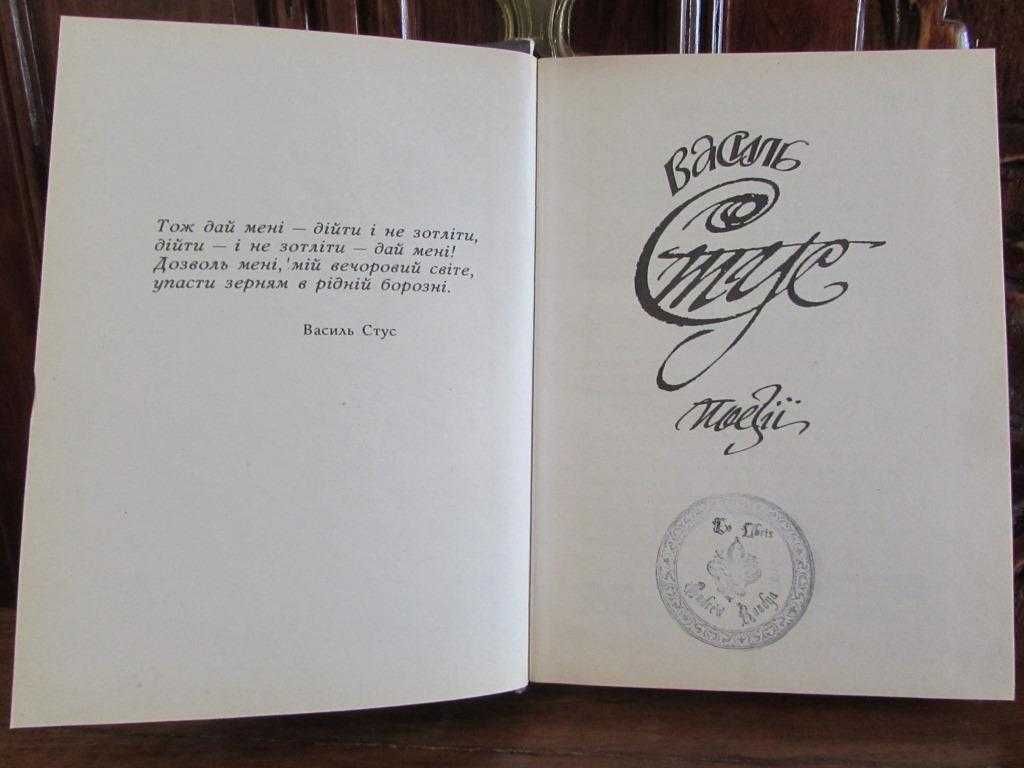 Тож дай мені — дійти і не зотліти,
дійти — і не зотліти — дай мені!
Дозволь мені, мій вечоровий світе,
упасти зерням в рідній борозні.
Василь Стус
Василь
Стус
поезії
Ex Libris